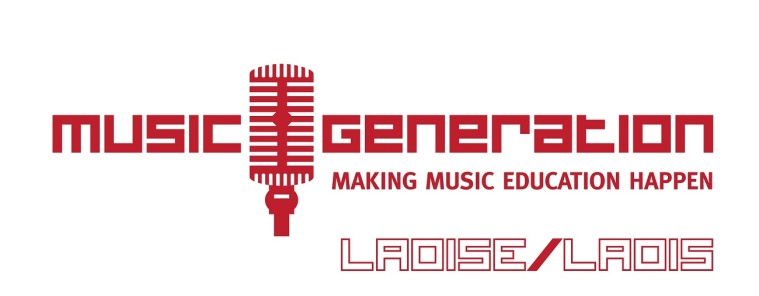 music generation
MAKING MUSIC EDUCATION HAPPEN
LAOISE/LAOIS